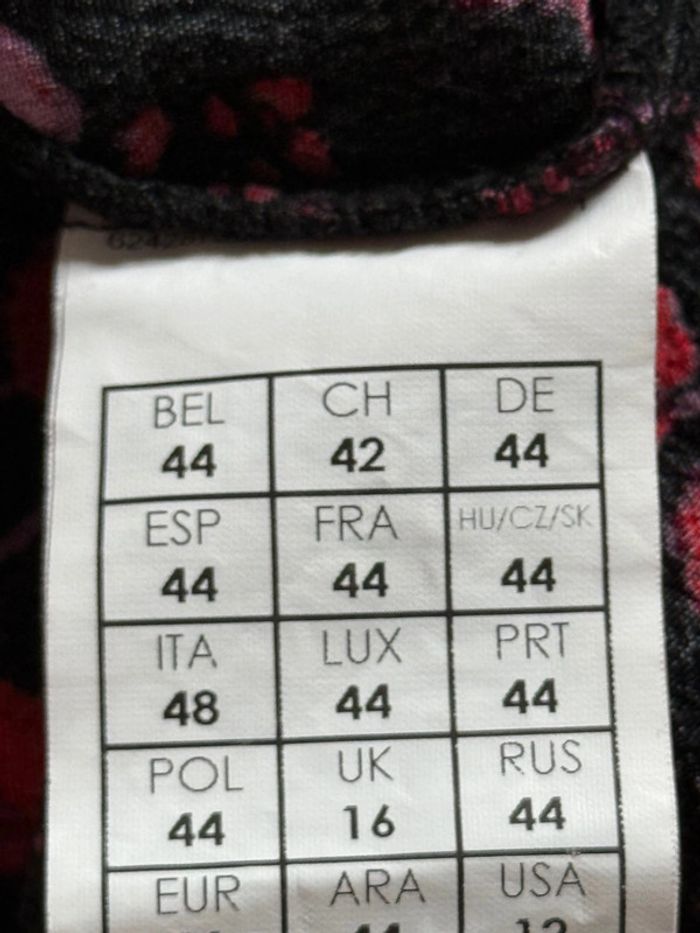 BEL CH DE
44 42 44
ESP FRA HU/CZ/SK
44 44 44
ITA LUX PRT
48 44 44
POL UK RUS
44 16 44
EUR ARA USA